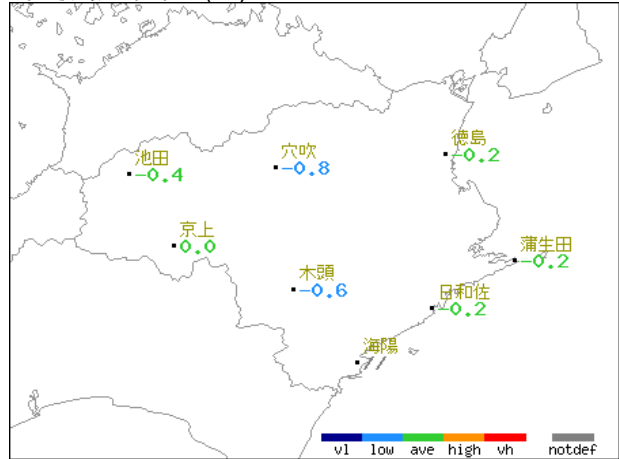 徳島
-0.2
穴吹
-0.8
池田
-0.4
京上
0.0
蒲生田
-0.2
木頭
-0.6
日和佐
-0.2
海陽
vl low ave high vh notdef